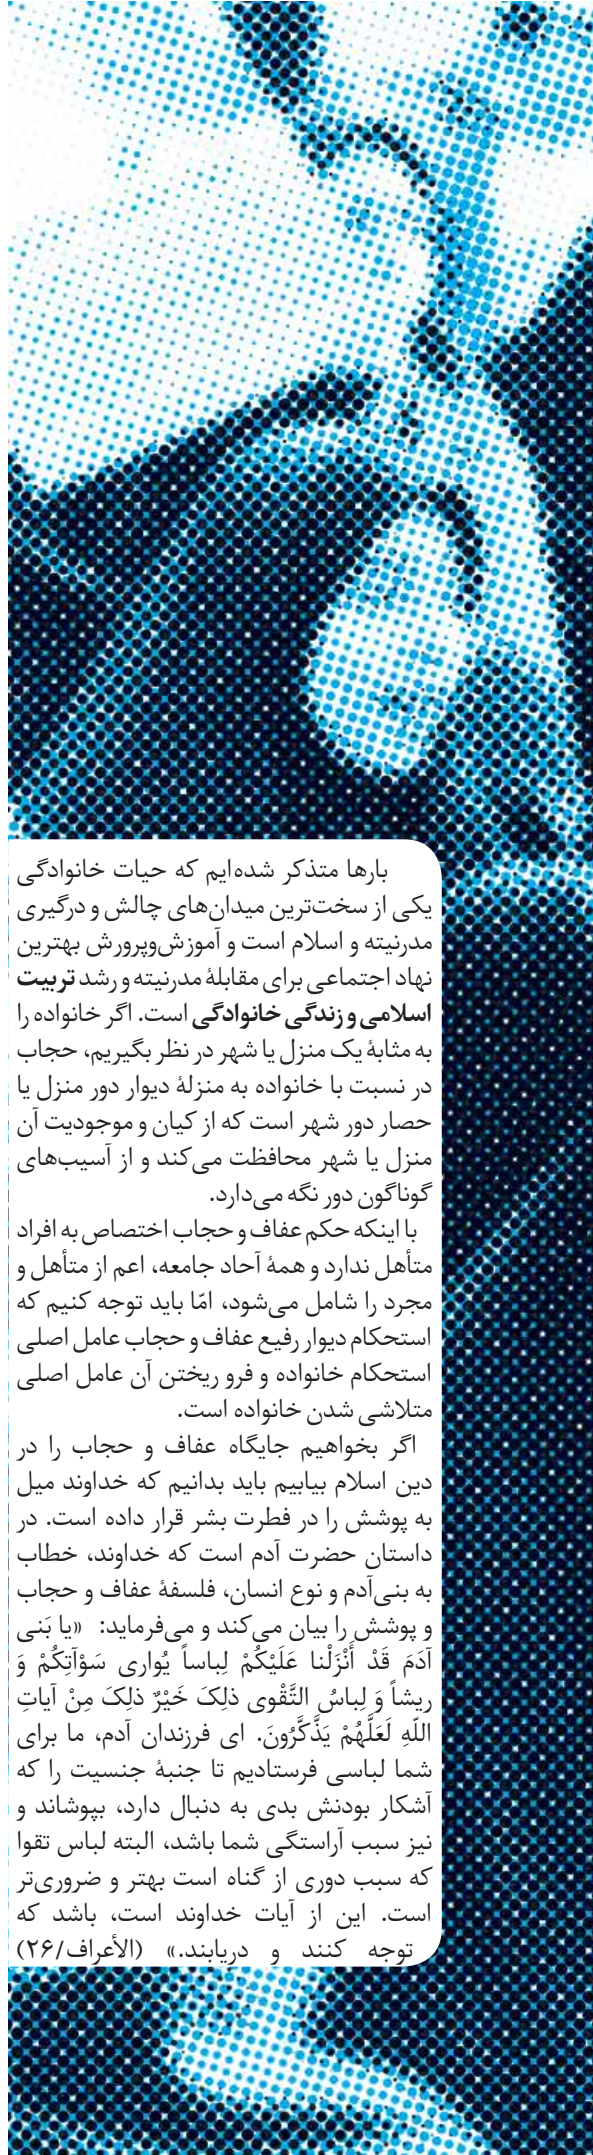 بارها متذکر شده‌ایم که حیات خانوادگی
یکی از سخت‌ترین میدان‌های چالش و درگیری
مدرنیته و اسلام است و آموزش‌وپرورش بهترین
نهاد اجتماعی برای مقابلهٔ مدرنیته و رشد تربیت
اسلامی و زندگی خانوادگی است. اگر خانواده را
به مثابهٔ یک منزل یا شهر در نظر بگیریم، حجاب
در نسبت با خانواده به منزلهٔ دیوار دور منزل یا
حصار دور شهر است که از کیان و موجودیت آن
منزل یا شهر محافظت می‌کند و از آسیب‌های
گوناگون دور نگه می‌دارد.
با اینکه حکم عفاف و حجاب اختصاص به افراد
متأهل ندارد و همهٔ آحاد جامعه، اعم از متأهل و
مجرد را شامل می‌شود، امّا باید توجه کنیم که
استحکام دیوار رفیع عفاف و حجاب عامل اصلی
استحکام خانواده و فرو ریختن آن عامل اصلی
متلاشی شدن خانواده است.
اگر بخواهیم جایگاه عفاف و حجاب را در
دین اسلام بیابیم باید بدانیم که خداوند میل
به پوشش را در فطرت بشر قرار داده است. در
داستان حضرت آدم است که خداوند، خطاب
به بنی‌آدم و نوع انسان، فلسفهٔ عفاف و حجاب
و پوشش را بیان می‌کند و می‌فرماید: «یا بَنی
آدَمَ قَدْ أَنْزَلْنا عَلَیْکُمْ لِباساً یُواری سَوْآتِکُمْ وَ
ریشاً وَ لِباسُ التَّقْوی ذلِکَ خَیْرٌ ذلِکَ مِنْ آیاتِ
اللّهِ لَعَلَّهُمْ یَذَّکَّرُونَ. ای فرزندان آدم، ما برای
شما لباسی فرستادیم تا جنبهٔ جنسیت را که
آشکار بودنش بدی به دنبال دارد، بپوشاند و
نیز سبب آراستگی شما باشد، البته لباس تقوا
که سبب دوری از گناه است بهتر و ضروری‌تر
است. این از آیات خداوند است، باشد که
توجه کنند و دریابند.» (الأعراف/۲۶)